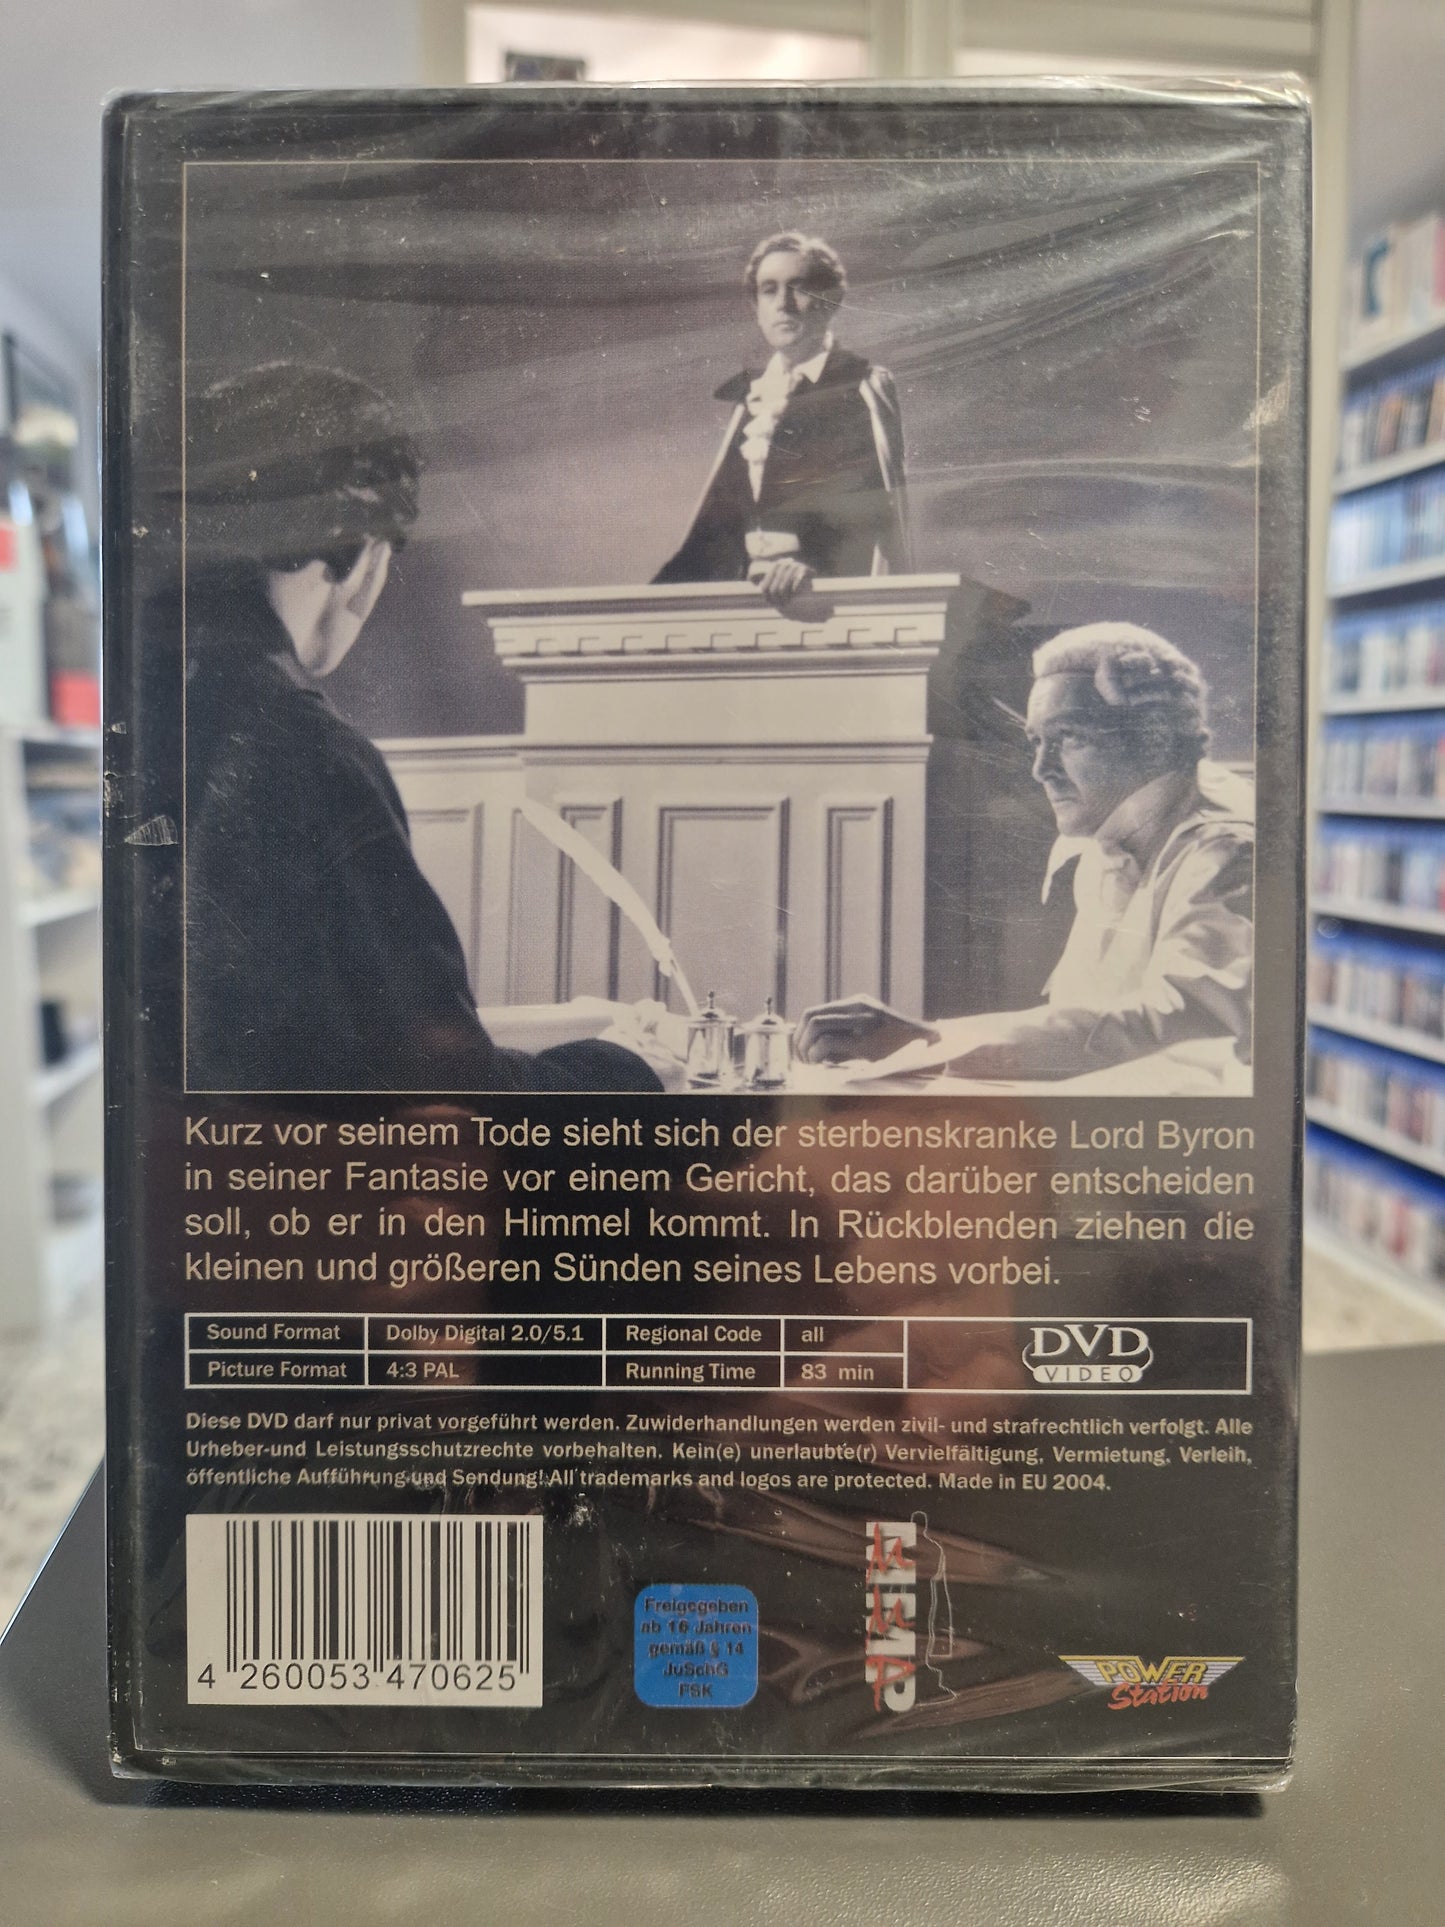 Kurz vor seinem Tode sieht sich der sterbenskranke Lord Byron
in seiner Fantasie vor einem Gericht, das darüber entscheiden
soll, ob er in den Himmel kommt. In Rückblenden ziehen die
kleinen und größeren Sünden seines Lebens vorbei.
Sound Format Dolby Digital 2.0/5.1 Regional Code all
Picture Format 4:3 PAL Running Time 83 min
DVD
VIDEO
Diese DVD darf nur privat vorgeführt werden. Zuwiderhandlungen werden zivil- und strafrechtlich verfolgt. Alle
Urheber-und Leistungsschutzrechte vorbehalten. Kein(e) unerlaubte(r) Vervielfältigung, Vermietung, Verleih,
öffentliche Aufführung und Sendung! All trademarks and logos are protected. Made in EU 2004.
4 260053 470625
Freigegeben
ab 16 Jahren
gemäß § 14
JuSchG
FSK
POWER
Station